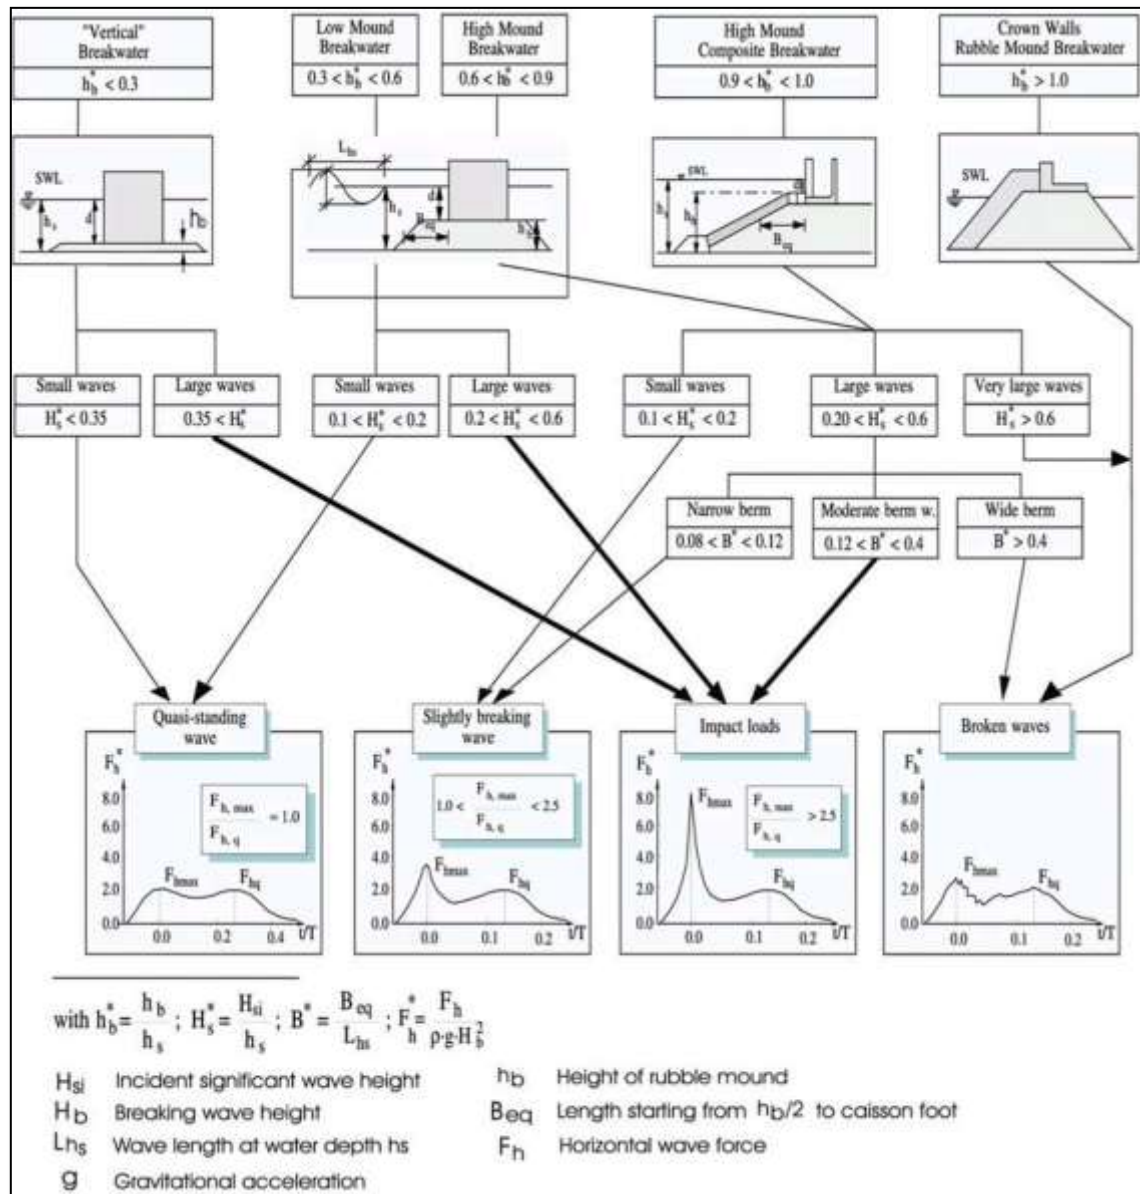 "Vertical"
Breakwater
h*b < 0.3
Low Mound
Breakwater
0.3 < h*b < 0.6
High Mound
Breakwater
0.6 < h*b < 0.9
High Mound
Composite Breakwater
0.9 < h*b < 1.0
Crown Walls
Rubble Mound Breakwater
h*b > 1.0
SWL
hs
d
hb
Lhs
d
hs
Beq
SWL
Beq
SWL
Small waves
H*s < 0.35
Large waves
0.35 < H*s
Small waves
0.1 < H*s < 0.2
Large waves
0.2 < H*s < 0.6
Small waves
0.1 < H*s < 0.2
Large waves
0.20 < H*s < 0.6
Very large waves
H*s > 0.6
Narrow berm
0.08 < B* < 0.12
Moderate berm w.
0.12 < B* < 0.4
Wide berm
B* > 0.4
Quasi-standing
wave
F*h
8.0
6.0
4.0
2.0
0.0
Fh, max / Fh, q = 1.0
Fhmax
Fhq
0.0 0.2 0.4 t/T
Slightly breaking
wave
F*h
8.0
6.0
4.0
2.0
0.0
1.0 < Fh, max / Fh, q < 2.5
Fhmax
Fhq
0.0 0.1 0.2 t/T
Impact loads
F*h
8.0
6.0
4.0
2.0
0.0
Fh, max / Fh, q > 2.5
Fhmax
Fhq
0.0 0.1 0.2 t/T
Broken waves
F*h
8.0
6.0
4.0
2.0
0.0
Fhmax
Fhq
0.0 0.1 0.2 t/T
with h*b = hb / hs ; H*s = Hsi / hs ; B* = Beq / Lhs ; F*h = Fh / ρ·g·H²b
Hsi Incident significant wave height
Hb Breaking wave height
Lhs Wave length at water depth hs
g Gravitational acceleration
hb Height of rubble mound
Beq Length starting from hb/2 to caisson foot
Fh Horizontal wave force